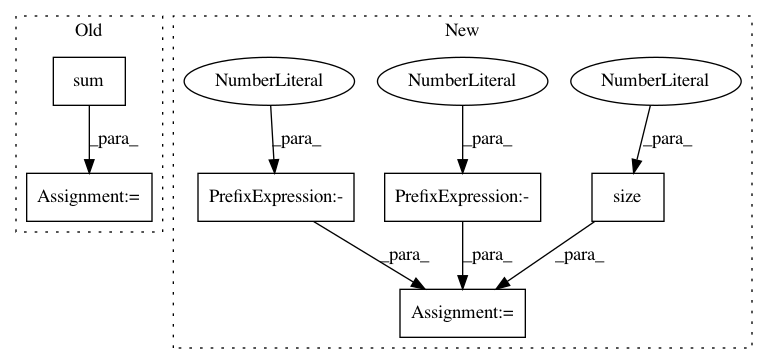 Old
New
sum
NumberLiteral
NumberLiteral
NumberLiteral
_para_
_para_
_para_
_para_
Assignment:=
PrefixExpression:-
PrefixExpression:-
size
_para_
_para_
_para_
Assignment:=